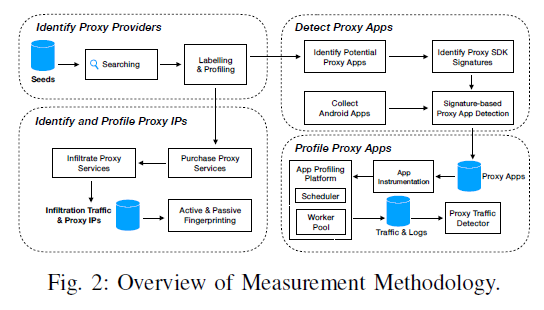 Identify Proxy Providers
Seeds
Searching
Labelling
& Profiling
Detect Proxy Apps
Identify Potential
Proxy Apps
Identify Proxy SDK
Signatures
Collect
Android Apps
Signature-based
Proxy App Detection
Identify and Profile Proxy IPs
Infiltrate Proxy
Services
Purchase Proxy
Services
Infiltration Traffic
& Proxy IPs
Active & Passive
Fingerprinting
Profile Proxy Apps
App Profiling
Platform
Scheduler
Worker
Pool
App
Instrumentation
Proxy Apps
Traffic & Logs
Proxy Traffic
Detector
Fig. 2: Overview of Measurement Methodology.